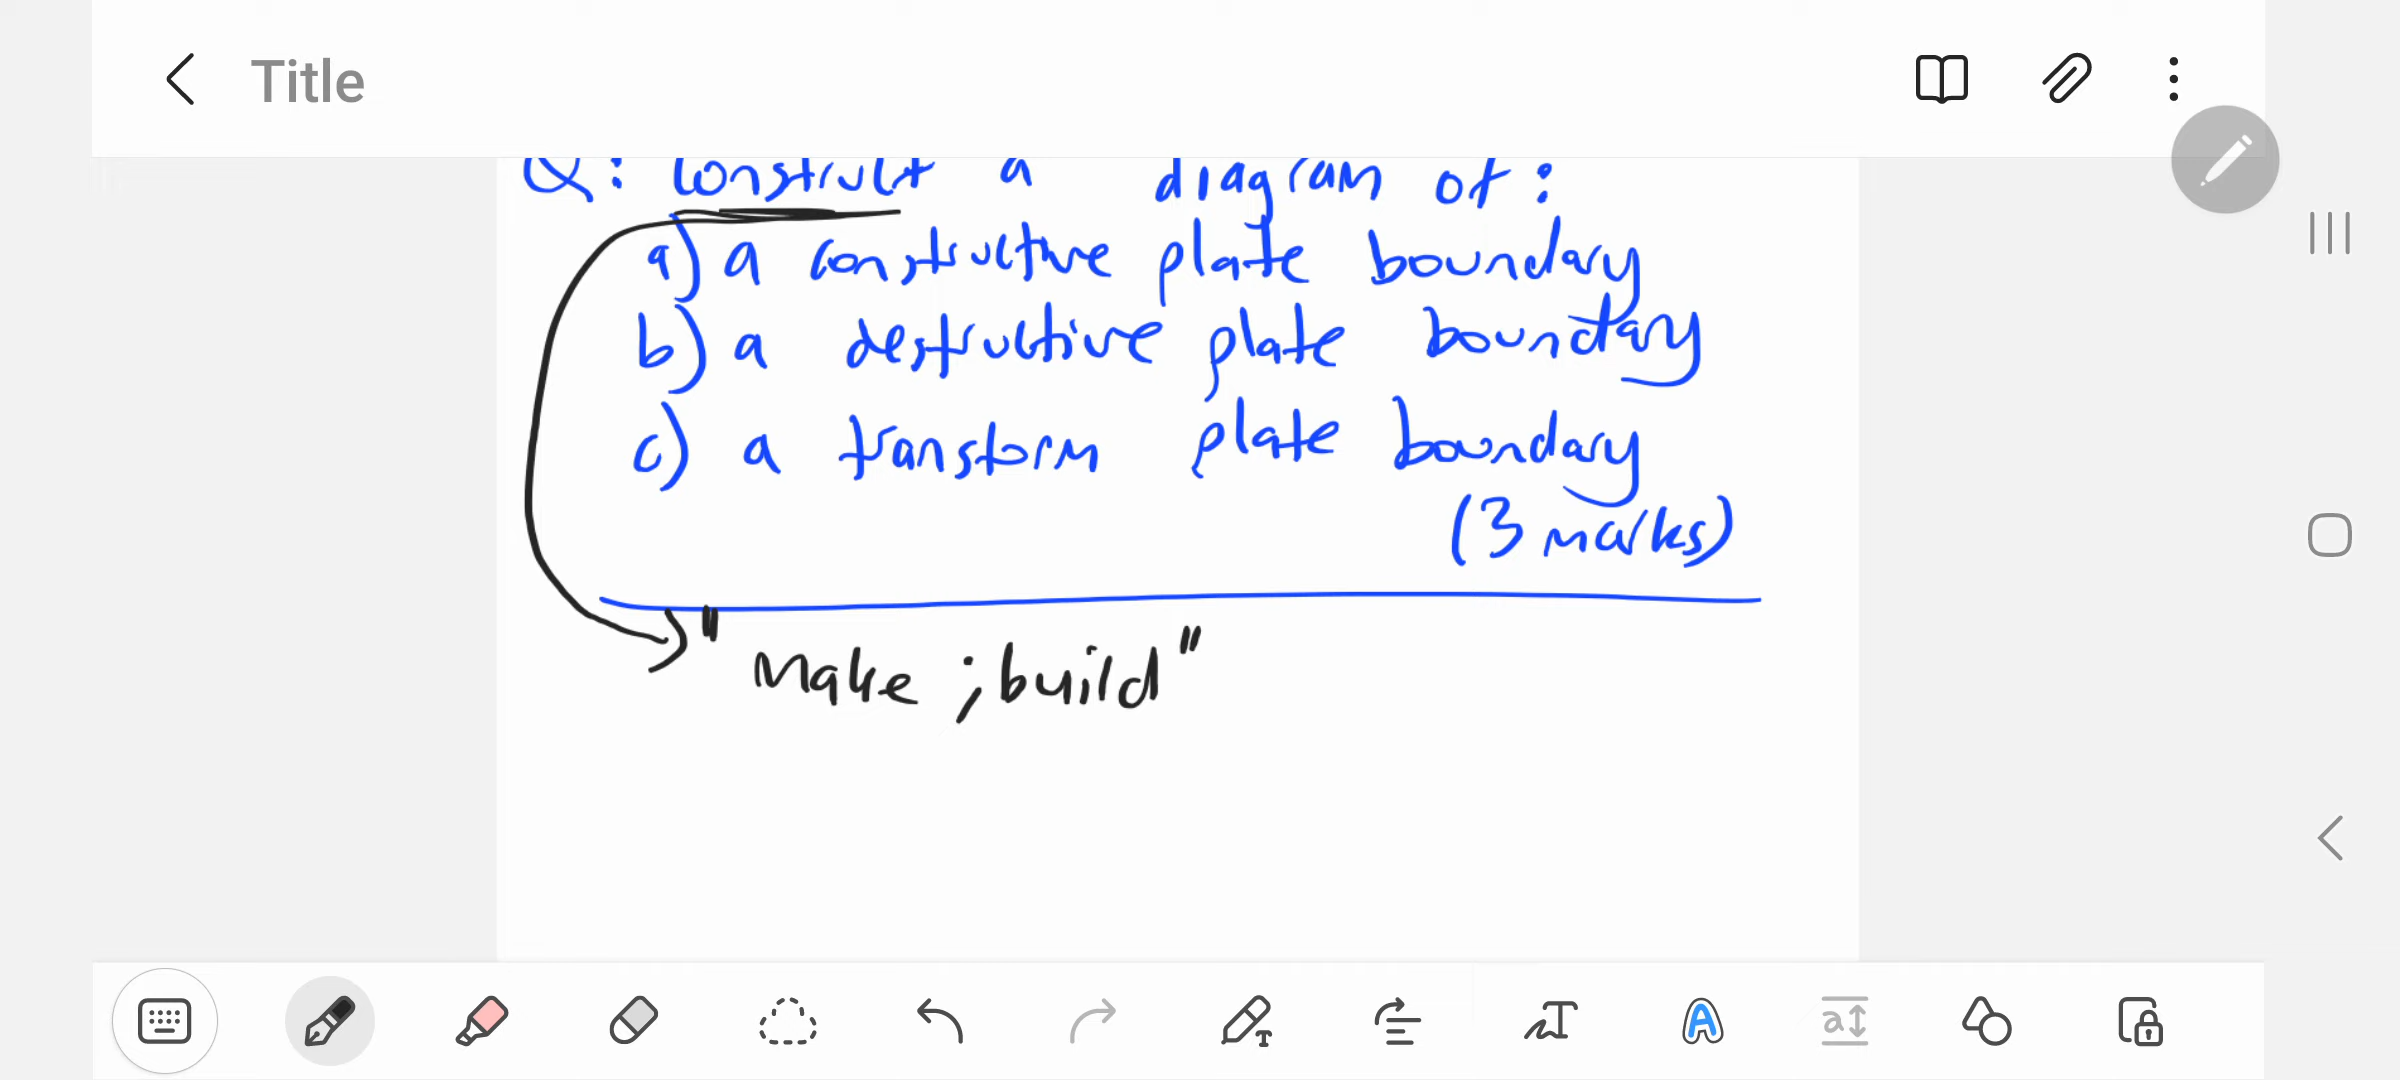 Title
Q: Construct a diagram of:
a) a constructive plate boundary
b) a destructive plate boundary
c) a transform plate boundary
(3 marks)
"Make ; build"